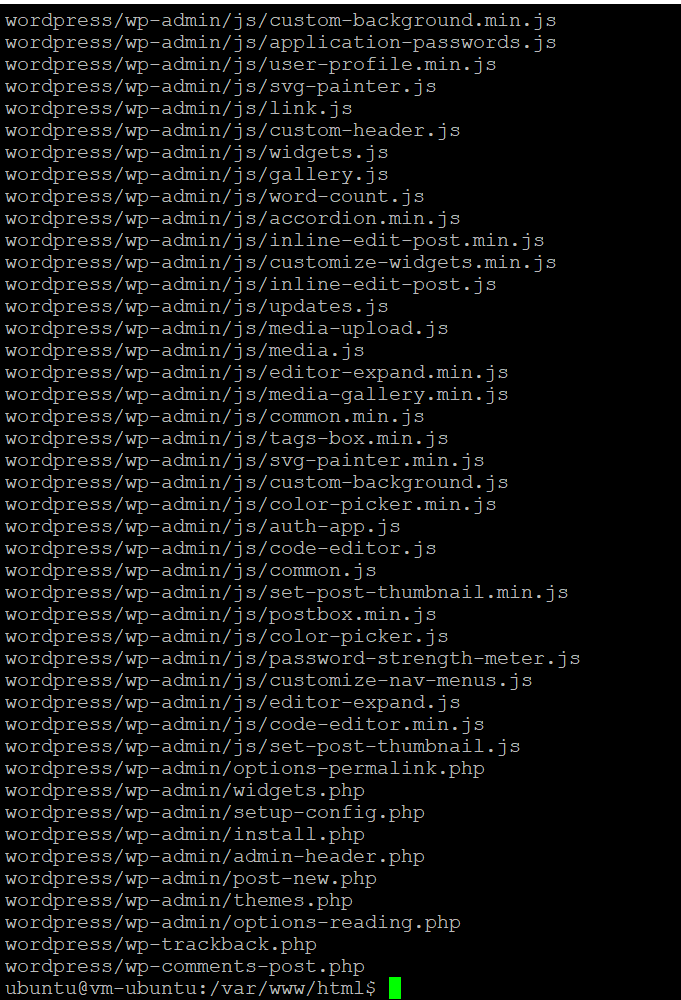 wordpress/wp-admin/js/custom-background.min.js
wordpress/wp-admin/js/application-passwords.js
wordpress/wp-admin/js/user-profile.min.js
wordpress/wp-admin/js/svg-painter.js
wordpress/wp-admin/js/link.js
wordpress/wp-admin/js/custom-header.js
wordpress/wp-admin/js/widgets.js
wordpress/wp-admin/js/gallery.js
wordpress/wp-admin/js/word-count.js
wordpress/wp-admin/js/accordion.min.js
wordpress/wp-admin/js/inline-edit-post.min.js
wordpress/wp-admin/js/customize-widgets.min.js
wordpress/wp-admin/js/inline-edit-post.js
wordpress/wp-admin/js/updates.js
wordpress/wp-admin/js/media-upload.js
wordpress/wp-admin/js/media.js
wordpress/wp-admin/js/editor-expand.min.js
wordpress/wp-admin/js/media-gallery.min.js
wordpress/wp-admin/js/common.min.js
wordpress/wp-admin/js/tags-box.min.js
wordpress/wp-admin/js/svg-painter.min.js
wordpress/wp-admin/js/custom-background.js
wordpress/wp-admin/js/color-picker.min.js
wordpress/wp-admin/js/auth-app.js
wordpress/wp-admin/js/code-editor.js
wordpress/wp-admin/js/common.js
wordpress/wp-admin/js/set-post-thumbnail.min.js
wordpress/wp-admin/js/postbox.min.js
wordpress/wp-admin/js/color-picker.js
wordpress/wp-admin/js/password-strength-meter.js
wordpress/wp-admin/js/customize-nav-menus.js
wordpress/wp-admin/js/editor-expand.js
wordpress/wp-admin/js/code-editor.min.js
wordpress/wp-admin/js/set-post-thumbnail.js
wordpress/wp-admin/options-permalink.php
wordpress/wp-admin/widgets.php
wordpress/wp-admin/setup-config.php
wordpress/wp-admin/install.php
wordpress/wp-admin/admin-header.php
wordpress/wp-admin/post-new.php
wordpress/wp-admin/themes.php
wordpress/wp-admin/options-reading.php
wordpress/wp-trackback.php
wordpress/wp-comments-post.php
ubuntu@vm-ubuntu:/var/www/html$